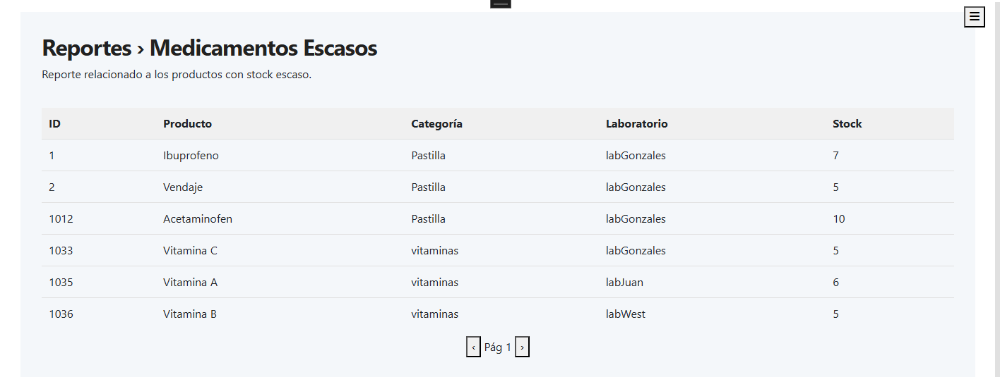 Reportes › Medicamentos Escasos
Reporte relacionado a los productos con stock escaso.
ID Producto Categoría Laboratorio Stock
1 Ibuprofeno Pastilla labGonzales 7
2 Vendaje Pastilla labGonzales 5
1012 Acetaminofen Pastilla labGonzales 10
1033 Vitamina C vitaminas labGonzales 5
1035 Vitamina A vitaminas labJuan 6
1036 Vitamina B vitaminas labWest 5
‹ Pág 1 ›